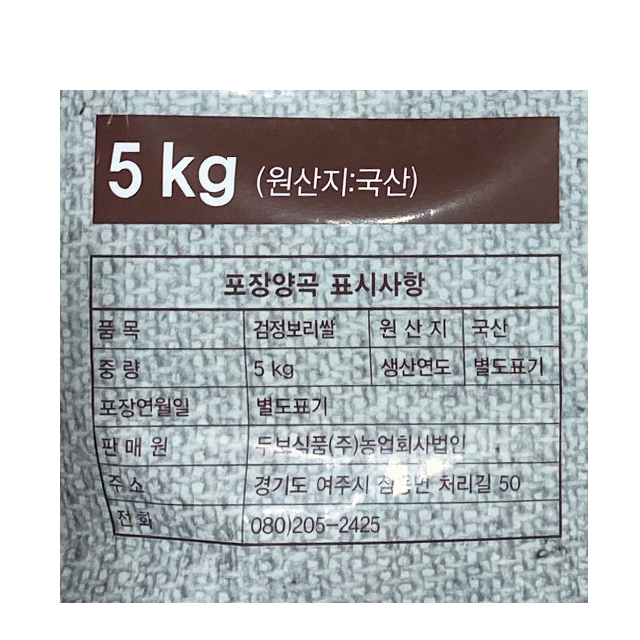 5 kg (원산지:국산)
포장양곡 표시사항
품 목 검정보리쌀 원 산 지 국산
중 량 5 kg 생산연도 별도표기
포장연월일 별도표기
판 매 원 두보식품(주)농업회사법인
주 소 경기도 여주시 처리길 50
전 화 080)205-2425